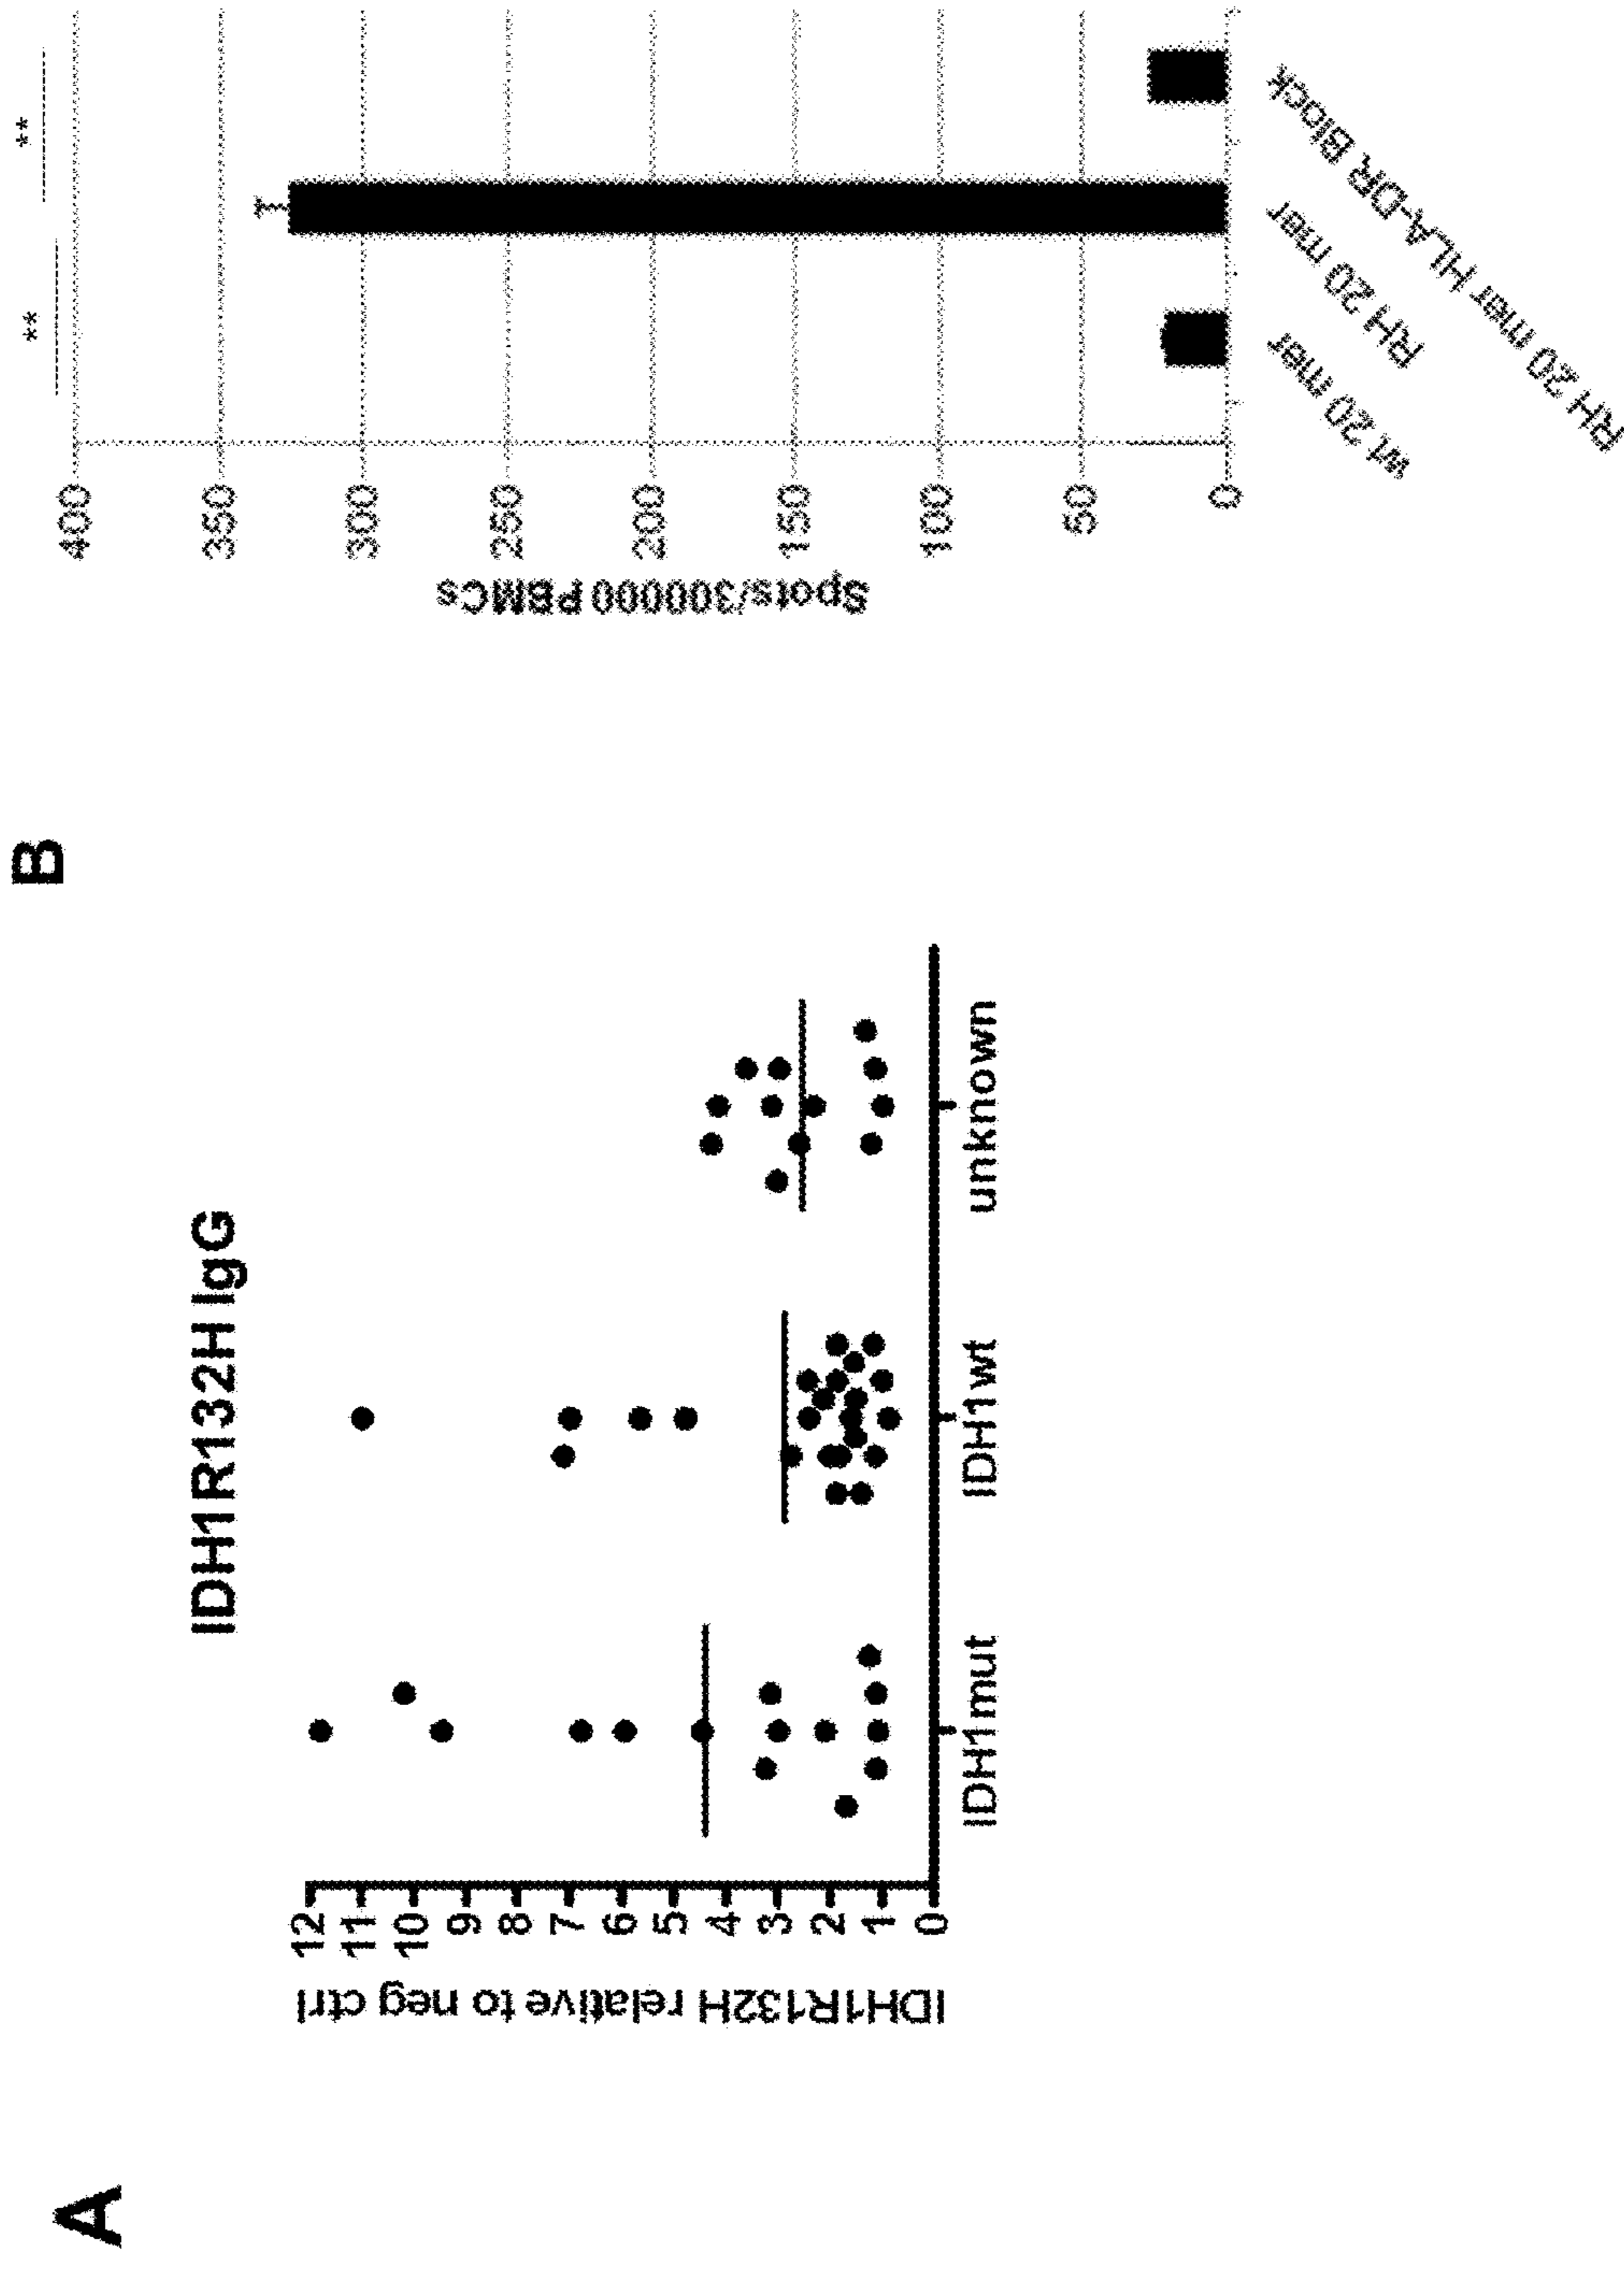 A
IDH1R132H IgG
IDH1R132H relative to neg ctrl
12
11
10
9
8
7
6
5
4
3
2
1
0
IDH1mut
IDH1wt
unknown
B
**
**
Spots/300000 PBMCs
400
350
300
250
200
150
100
50
0
wt 20 mer
RH 20 mer
RH 20 mer HLA-DR Block